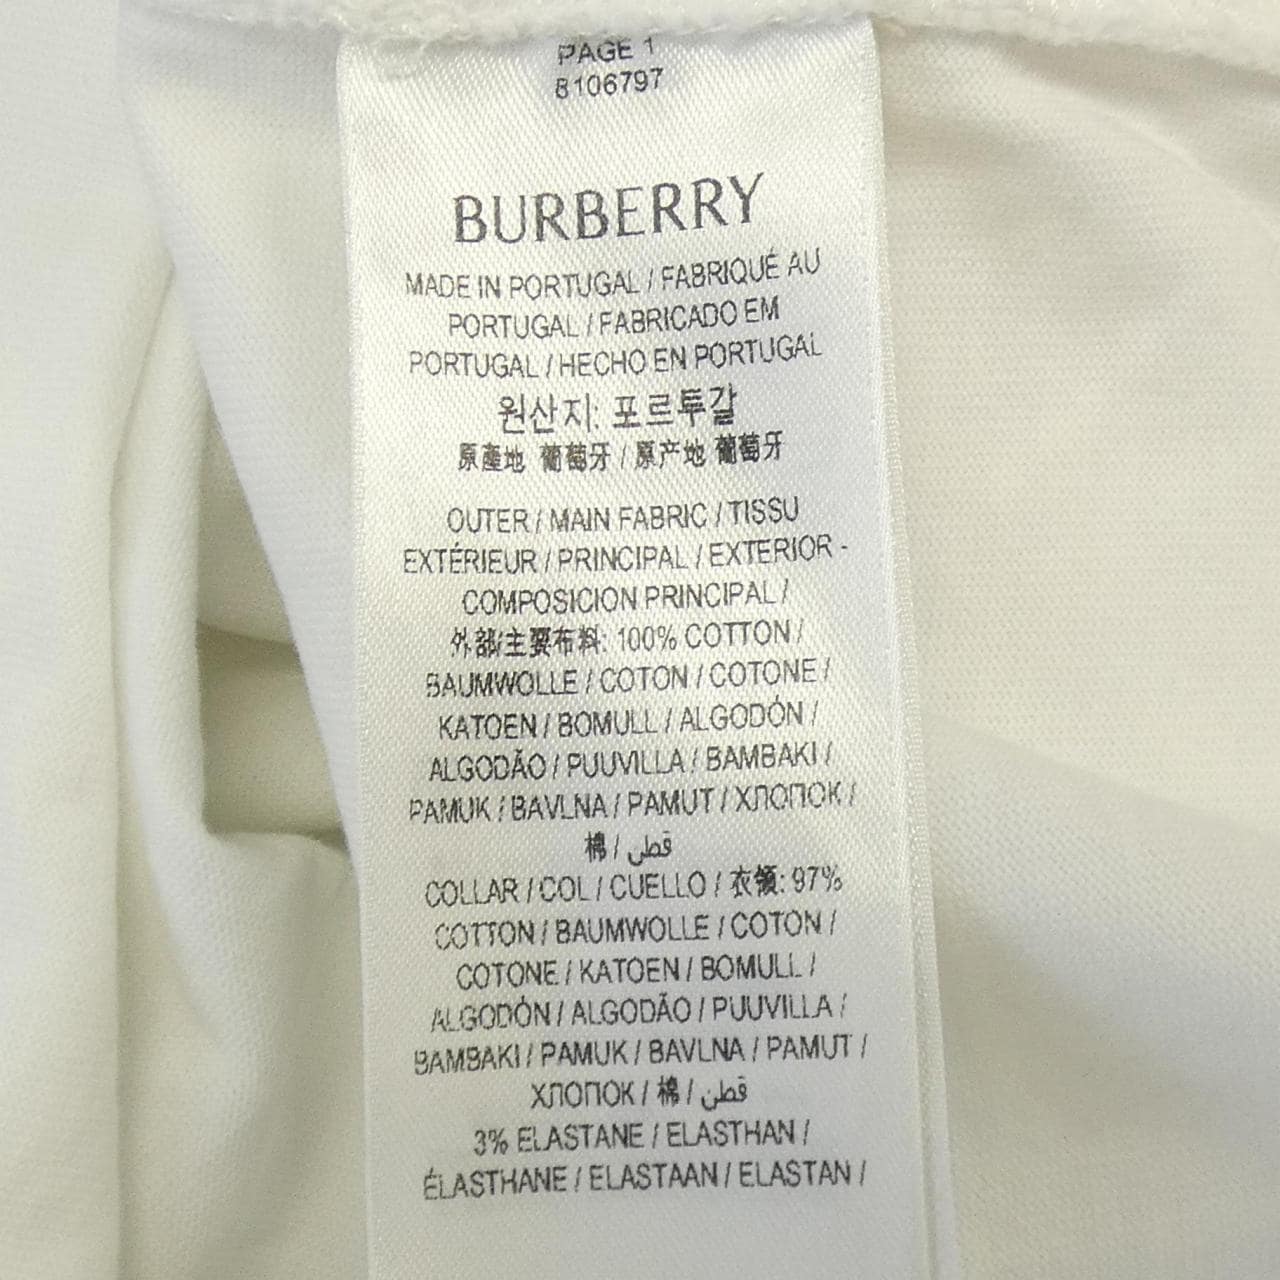 PAGE 1
8106797
BURBERRY
MADE IN PORTUGAL / FABRIQUÉ AU
PORTUGAL / FABRICADO EM
PORTUGAL / HECHO EN PORTUGAL
원산지: 포르투갈
原產地 葡萄牙 / 原产地 葡萄牙
OUTER / MAIN FABRIC / TISSU
EXTÉRIEUR / PRINCIPAL / EXTERIOR -
COMPOSICION PRINCIPAL /
外部/主要布料: 100% COTTON /
BAUMWOLLE / COTON / COTONE /
KATOEN / BOMULL / ALGODÓN /
ALGODÃO / PUUVILLA / BAMBAKI /
PAMUK / BAVLNA / PAMUT / ХЛОПОК /
棉 / قطن
COLLAR / COL / CUELLO / 衣領: 97%
COTTON / BAUMWOLLE / COTON /
COTONE / KATOEN / BOMULL /
ALGODÓN / ALGODÃO / PUUVILLA /
BAMBAKI / PAMUK / BAVLNA / PAMUT /
ХЛОПОК / 棉 / قطن
3% ELASTANE / ELASTHAN /
ÉLASTHANE / ELASTAAN / ELASTAN /